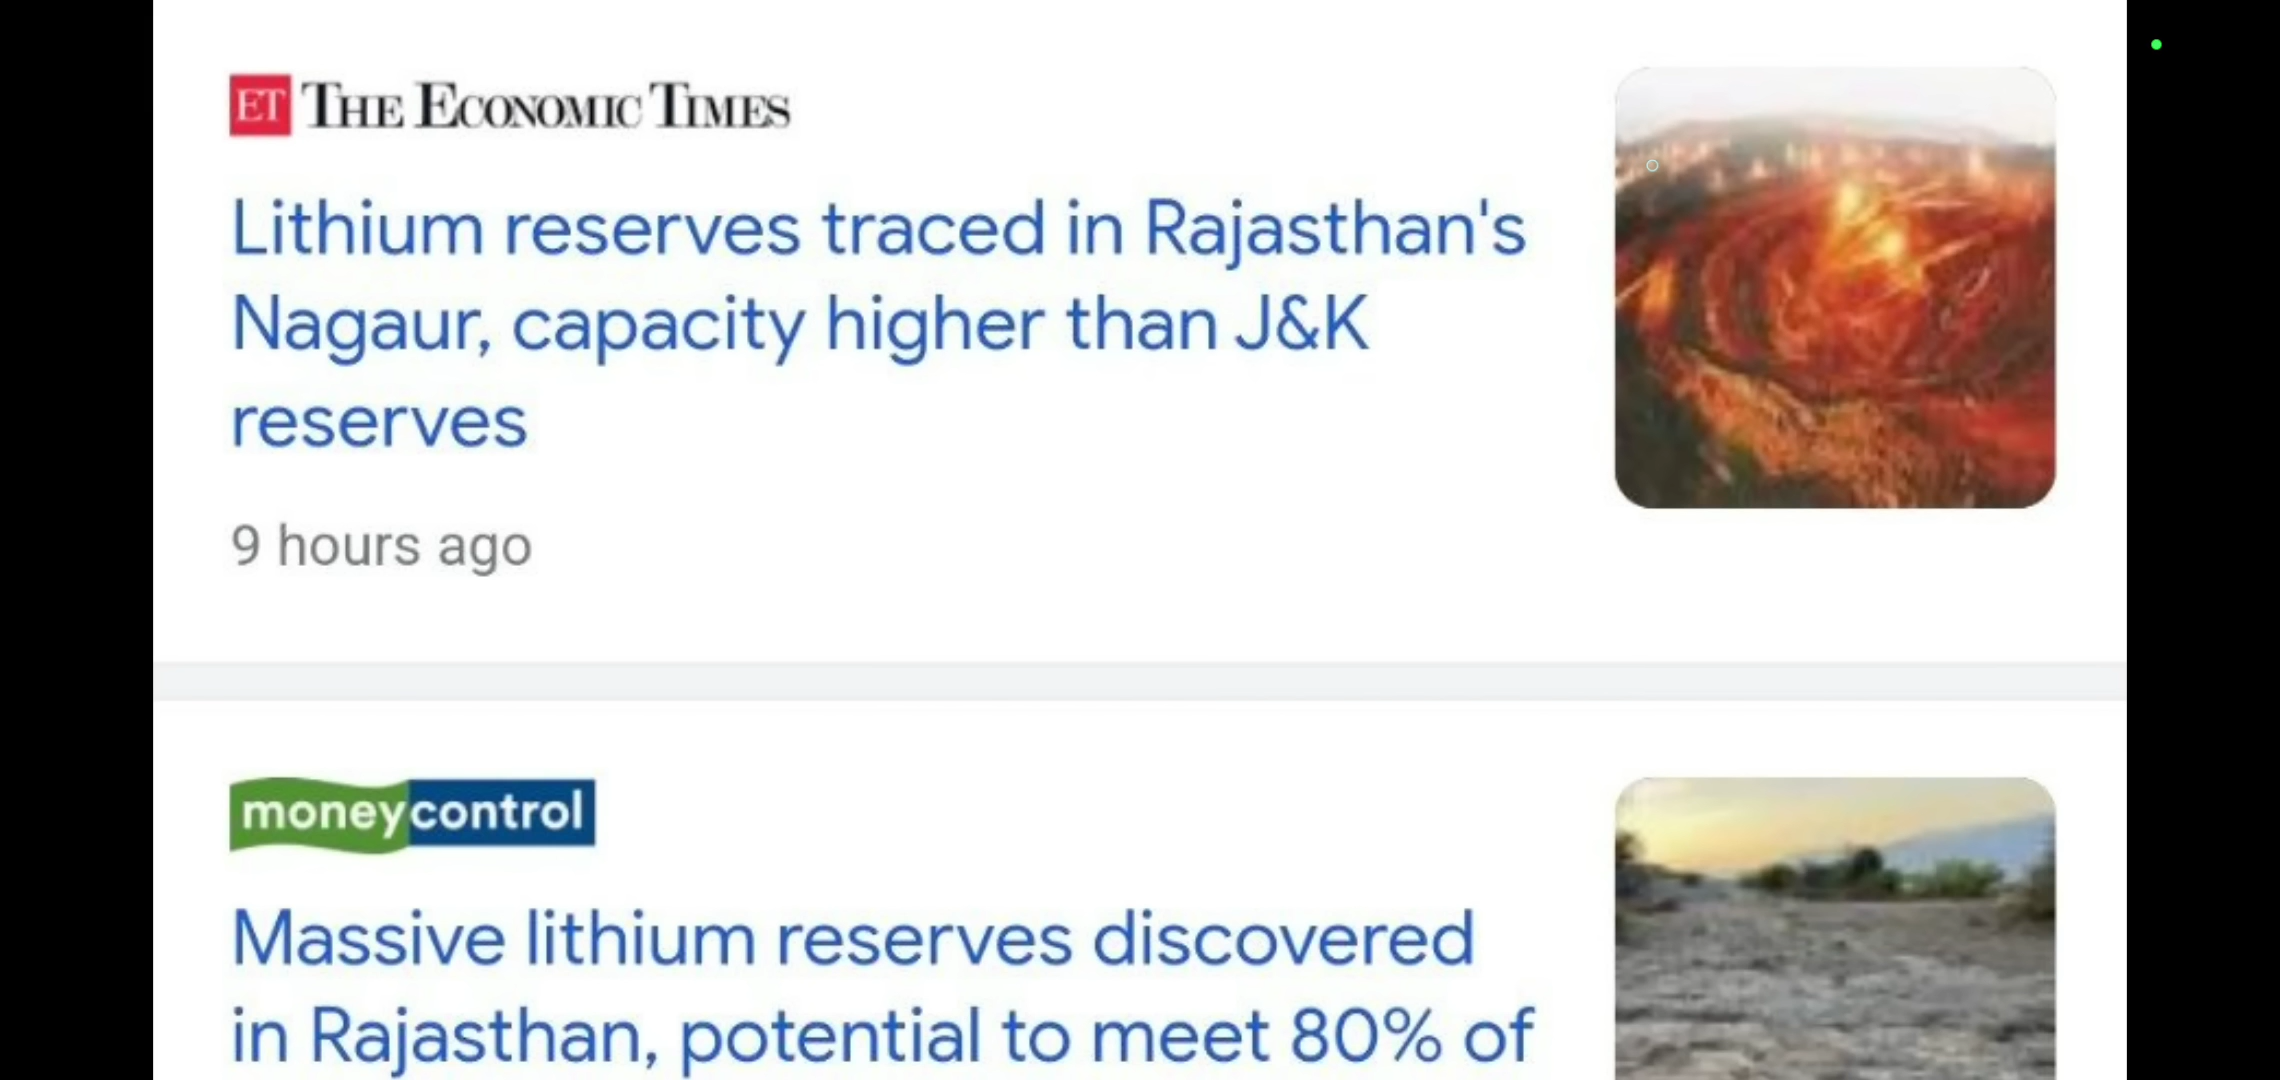 ET THE ECONOMIC TIMES
Lithium reserves traced in Rajasthan's
Nagaur, capacity higher than J&K
reserves
9 hours ago
moneycontrol
Massive lithium reserves discovered
in Rajasthan, potential to meet 80% of